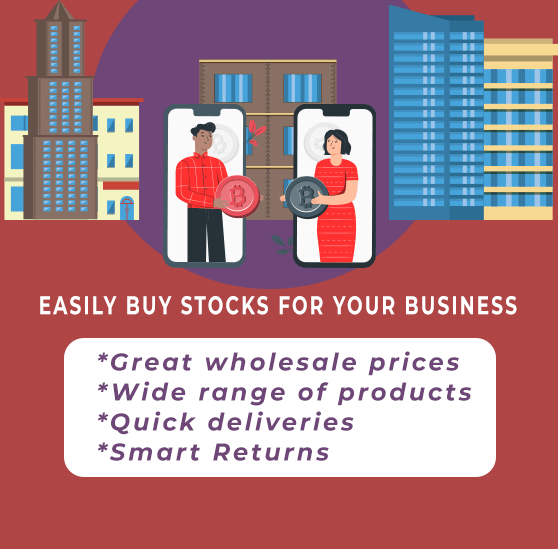 EASILY BUY STOCKS FOR YOUR BUSINESS
*Great wholesale prices
*Wide range of products
*Quick deliveries
*Smart Returns